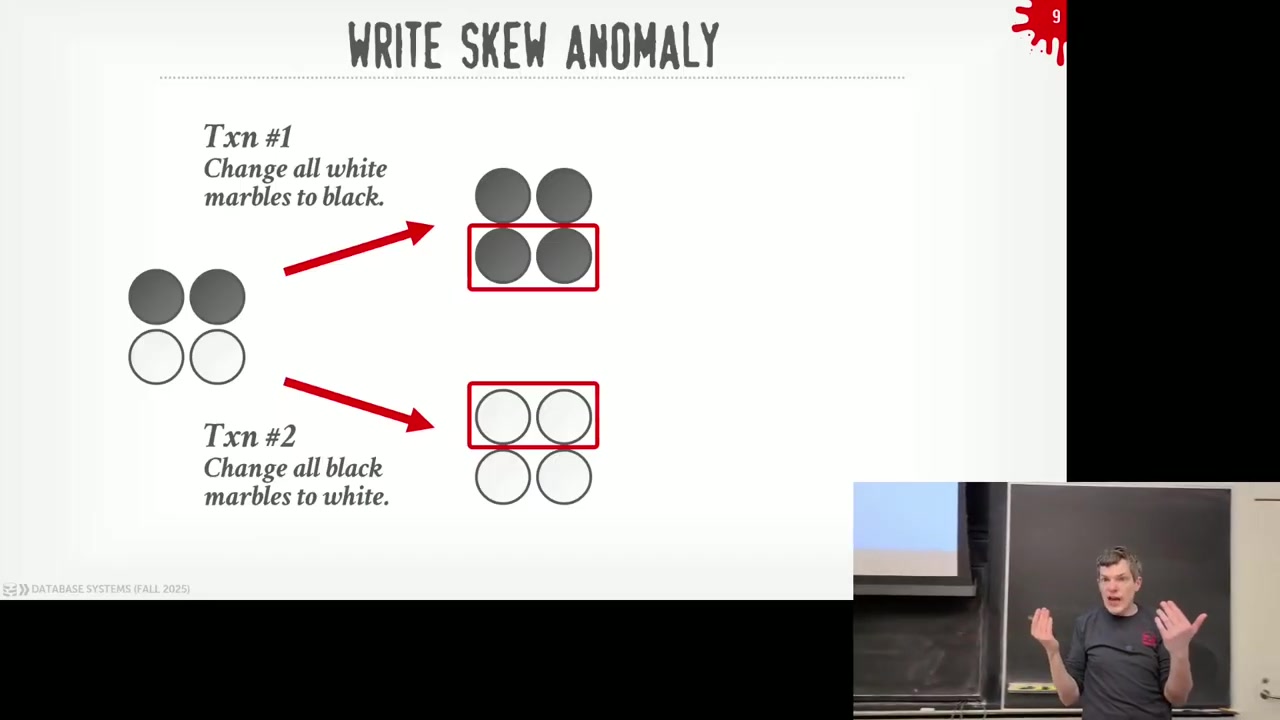 WRITE SKEW ANOMALY
9
Txn #1
Change all white
marbles to black.
Txn #2
Change all black
marbles to white.
DATABASE SYSTEMS (FALL 2025)